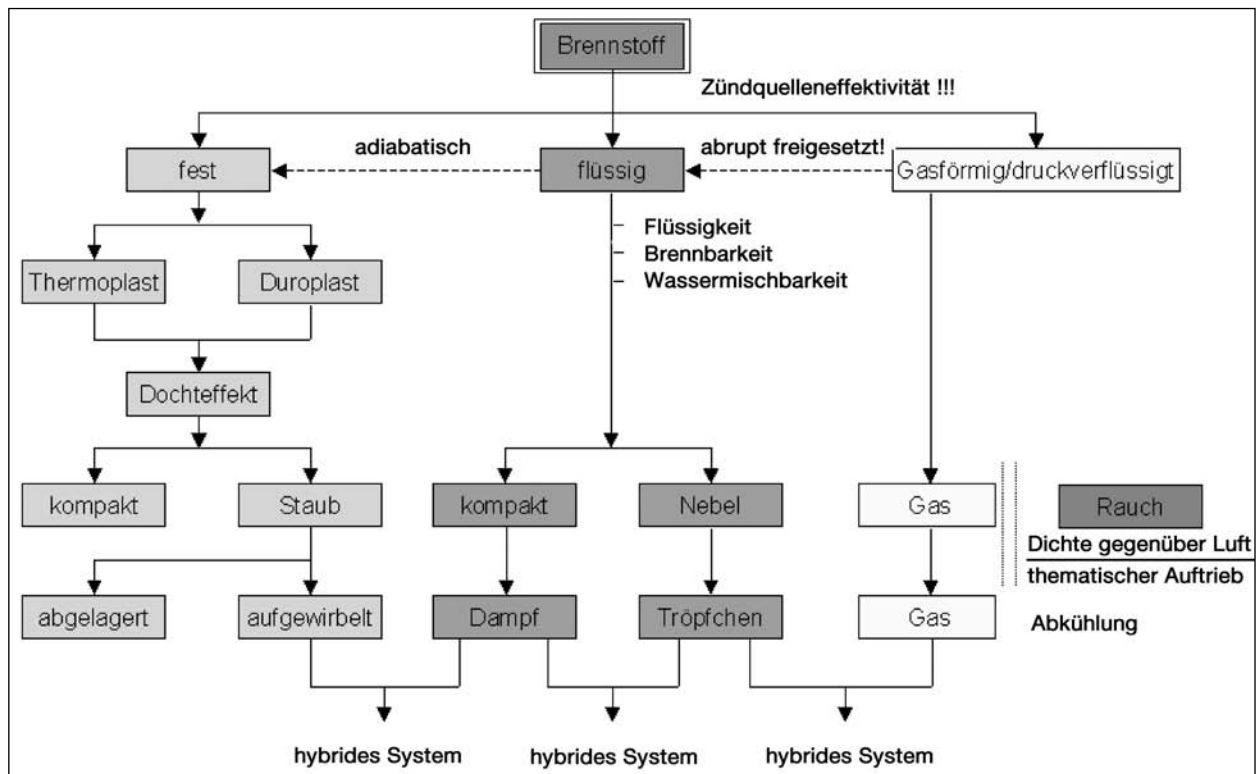 Brennstoff
Zündquelleneffektivität !!!
adiabatisch
abrupt freigesetzt!
fest
flüssig
Gasförmig/druckverflüssigt
Flüssigkeit
Brennbarkeit
Wassermischbarkeit
Thermoplast
Duroplast
Dochteffekt
kompakt
Staub
kompakt
Nebel
Gas
Rauch
Dichte gegenüber Luft
thematischer Auftrieb
abgelagert
aufgewirbelt
Dampf
Tröpfchen
Gas
Abkühlung
hybrides System
hybrides System
hybrides System